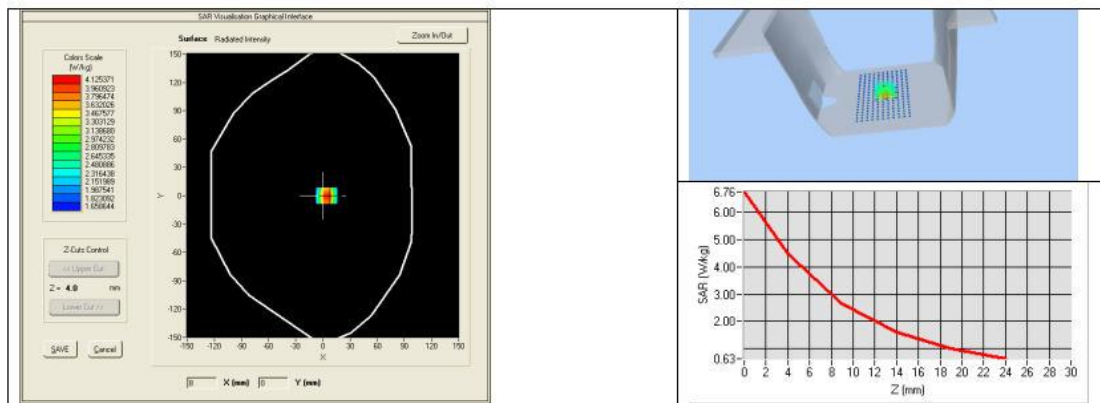 SAR Visualisation Graphical Interface
Surface Radiated Intensity
Zoom In/Out
Colors Scale
(W/kg)
4.125371
3.960923
3.796474
3.632026
3.467577
3.303129
3.138680
2.974232
2.809783
2.645335
2.480886
2.316438
2.151989
1.987541
1.823092
1.658644
Z-Cuts Control
<< Upper Cut
Z = 4.0 mm
Lower Cut >>
SAVE Cancel
150-
120-
90-
60-
30-
Y 0-
-30-
-60-
-90-
-120-
-150-
-150 -120 -90 -60 -30 0 30 60 90 120 150
X
8 X (mm) 0 Y (mm)
6.76-
6.00-
5.00-
4.00-
3.00-
2.00-
0.63-
SAR (W/kg)
0 2 4 6 8 10 12 14 16 18 20 22 24 26 28 30
Z (mm)